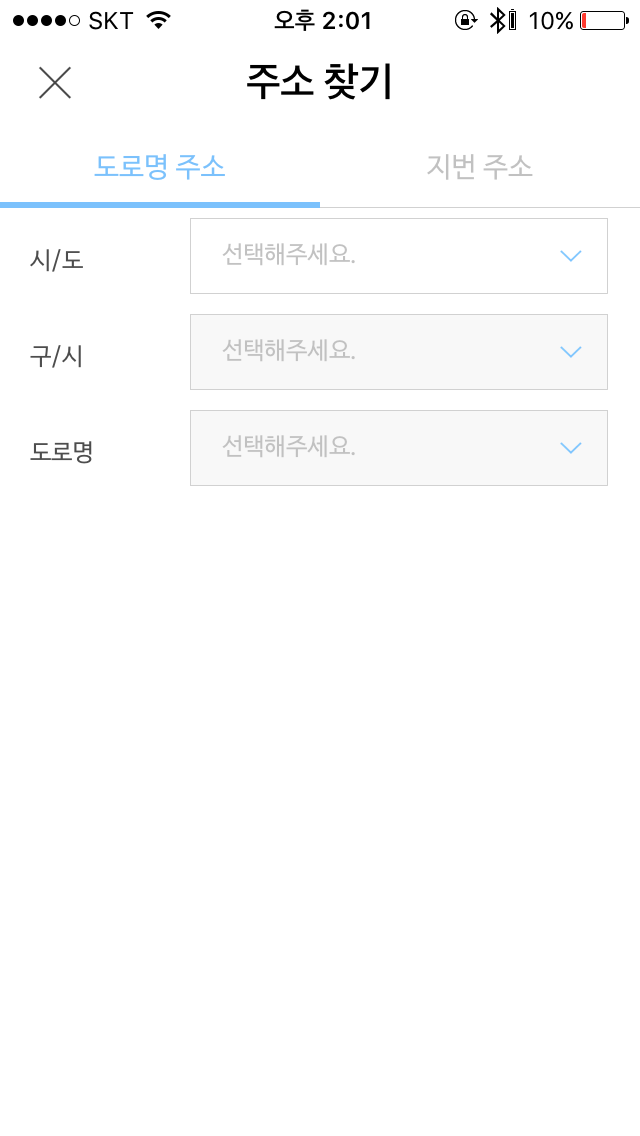 SKT 오후 2:01 10%
주소 찾기
도로명 주소 지번 주소
시/도 선택해주세요.
구/시 선택해주세요.
도로명 선택해주세요.